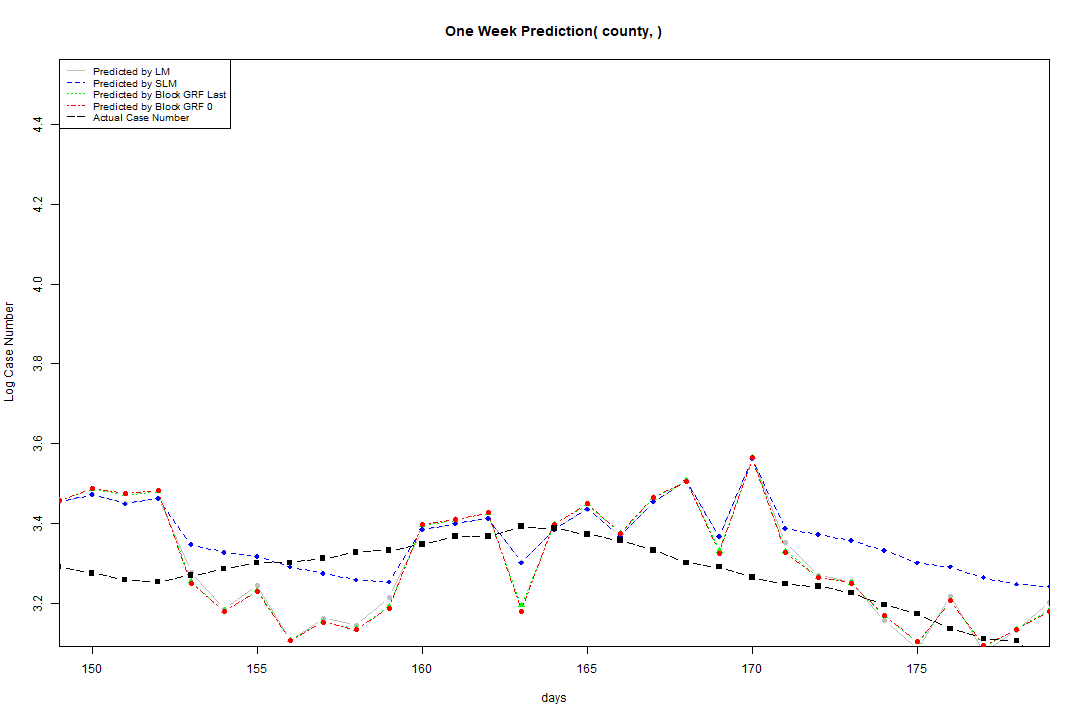 One Week Prediction( county, )
Predicted by LM
Predicted by SLM
Predicted by Block GRF Last
Predicted by Block GRF 0
Actual Case Number
Log Case Number
4.4
4.2
4.0
3.8
3.6
3.4
3.2
150 155 160 165 170 175
days